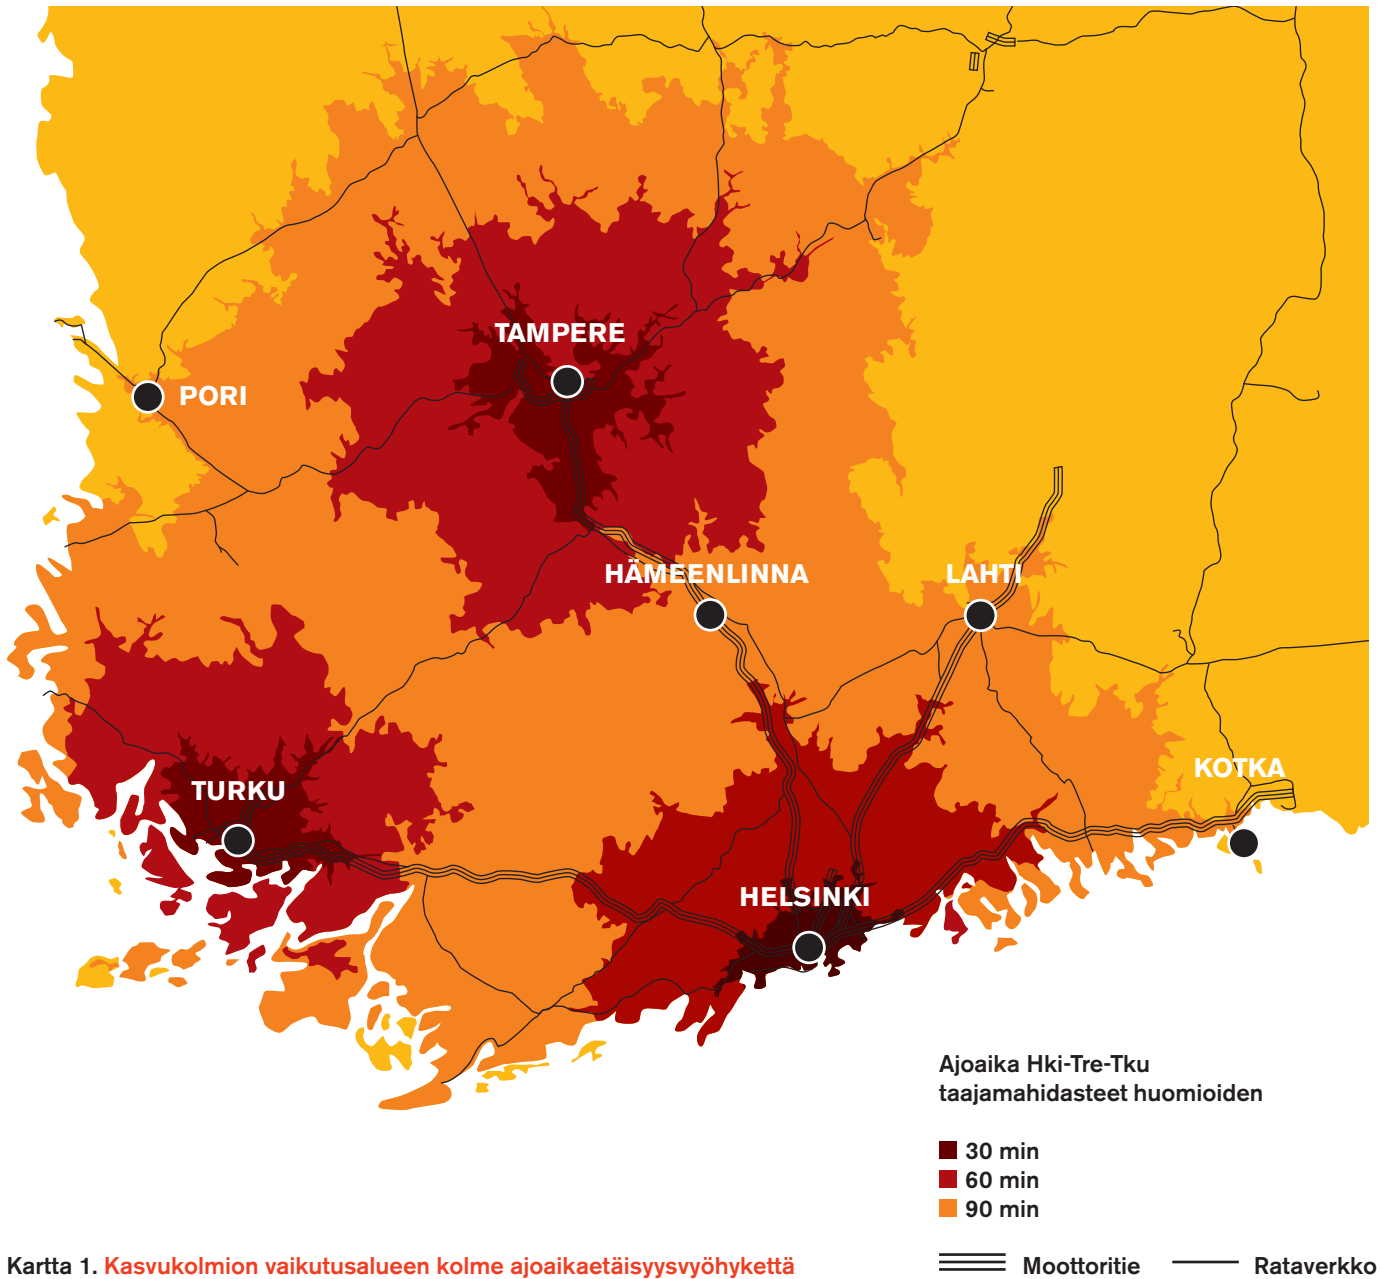 TAMPERE
PORI
HÄMEENLINNA
LAHTI
KOTKA
TURKU
HELSINKI
Ajoaika Hki-Tre-Tku
taajamahidasteet huomioiden
30 min
60 min
90 min
Kartta 1. Kasvukolmion vaikutusalueen kolme ajoaikaetäisyysvyöhykettä
Moottoritie
Rataverkko